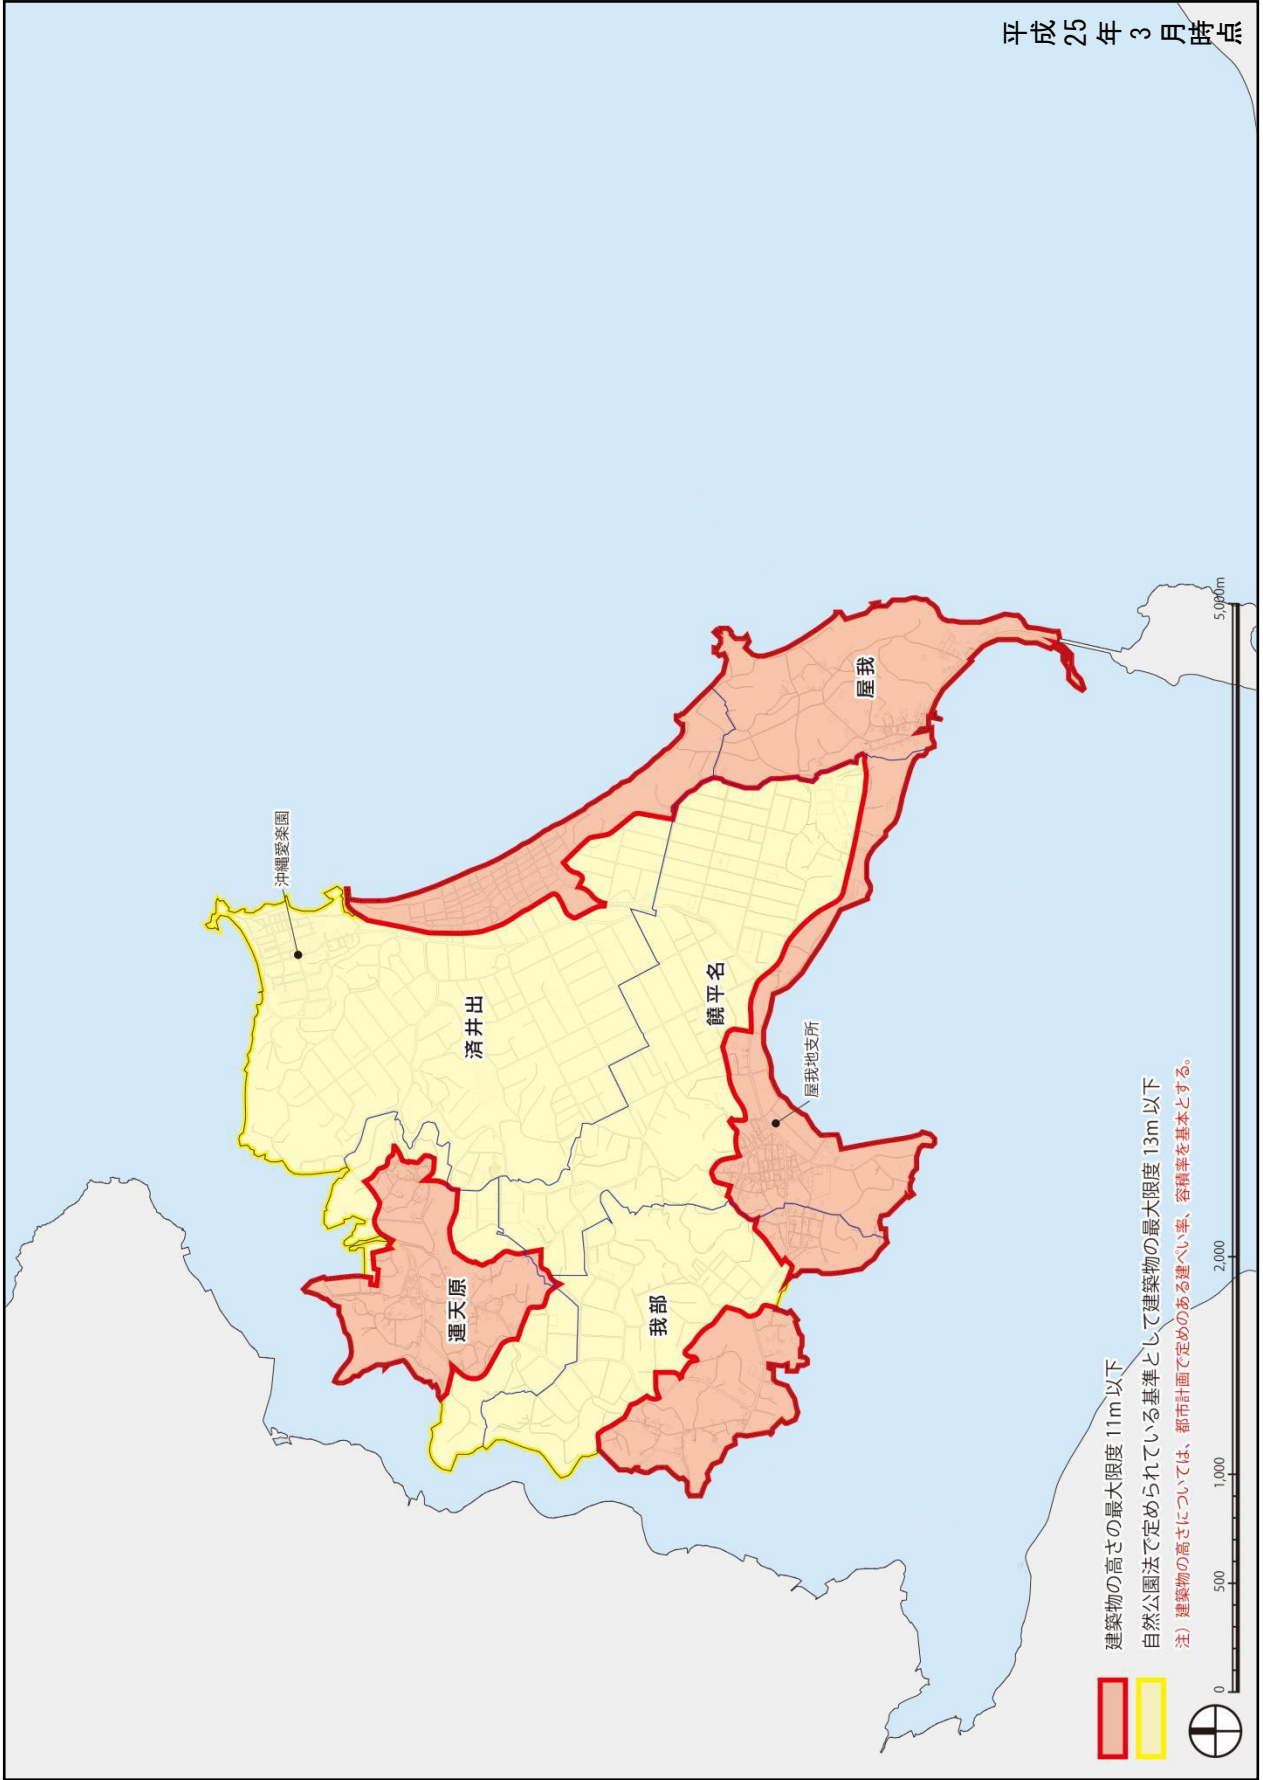 平成25年3月時点
沖縄愛楽園
済井出
屋我
饒平名
運天原
我部
屋我地支所
建築物の高さの最大限度 11m 以下
自然公園法で定められている基準として建築物の最大限度 13m 以下
注）建築物の高さについては、都市計画で定めのある建ぺい率、容積率を基本とする。
0 500 1,000 2,000 5,000m